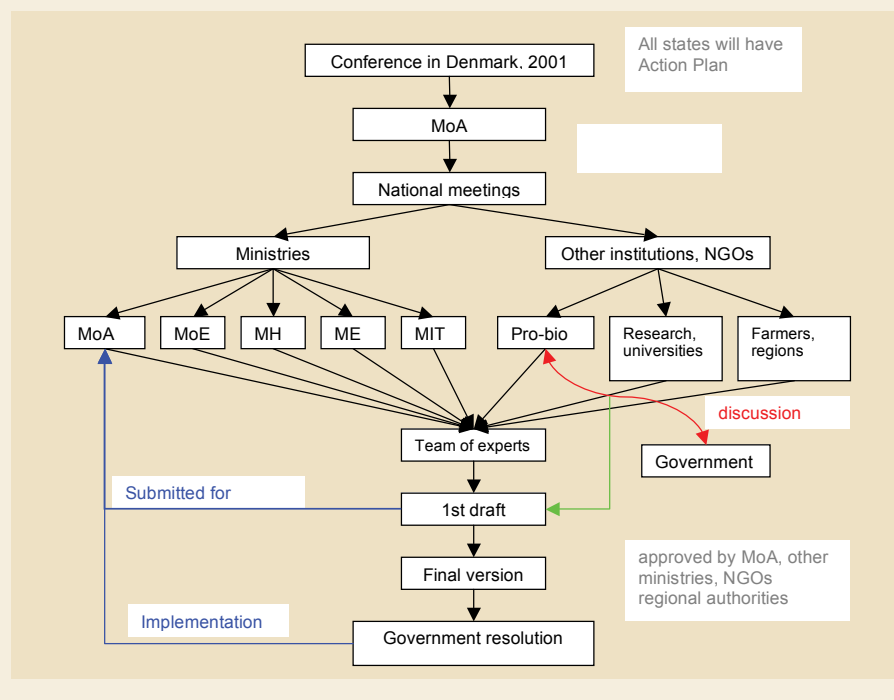 Conference in Denmark, 2001
All states will have
Action Plan
MoA
National meetings
Ministries
Other institutions, NGOs
MoA
MoE
MH
ME
MIT
Pro-bio
Research,
universities
Farmers,
regions
discussion
Team of experts
Government
Submitted for
1st draft
approved by MoA, other
ministries, NGOs
regional authorities
Final version
Implementation
Government resolution